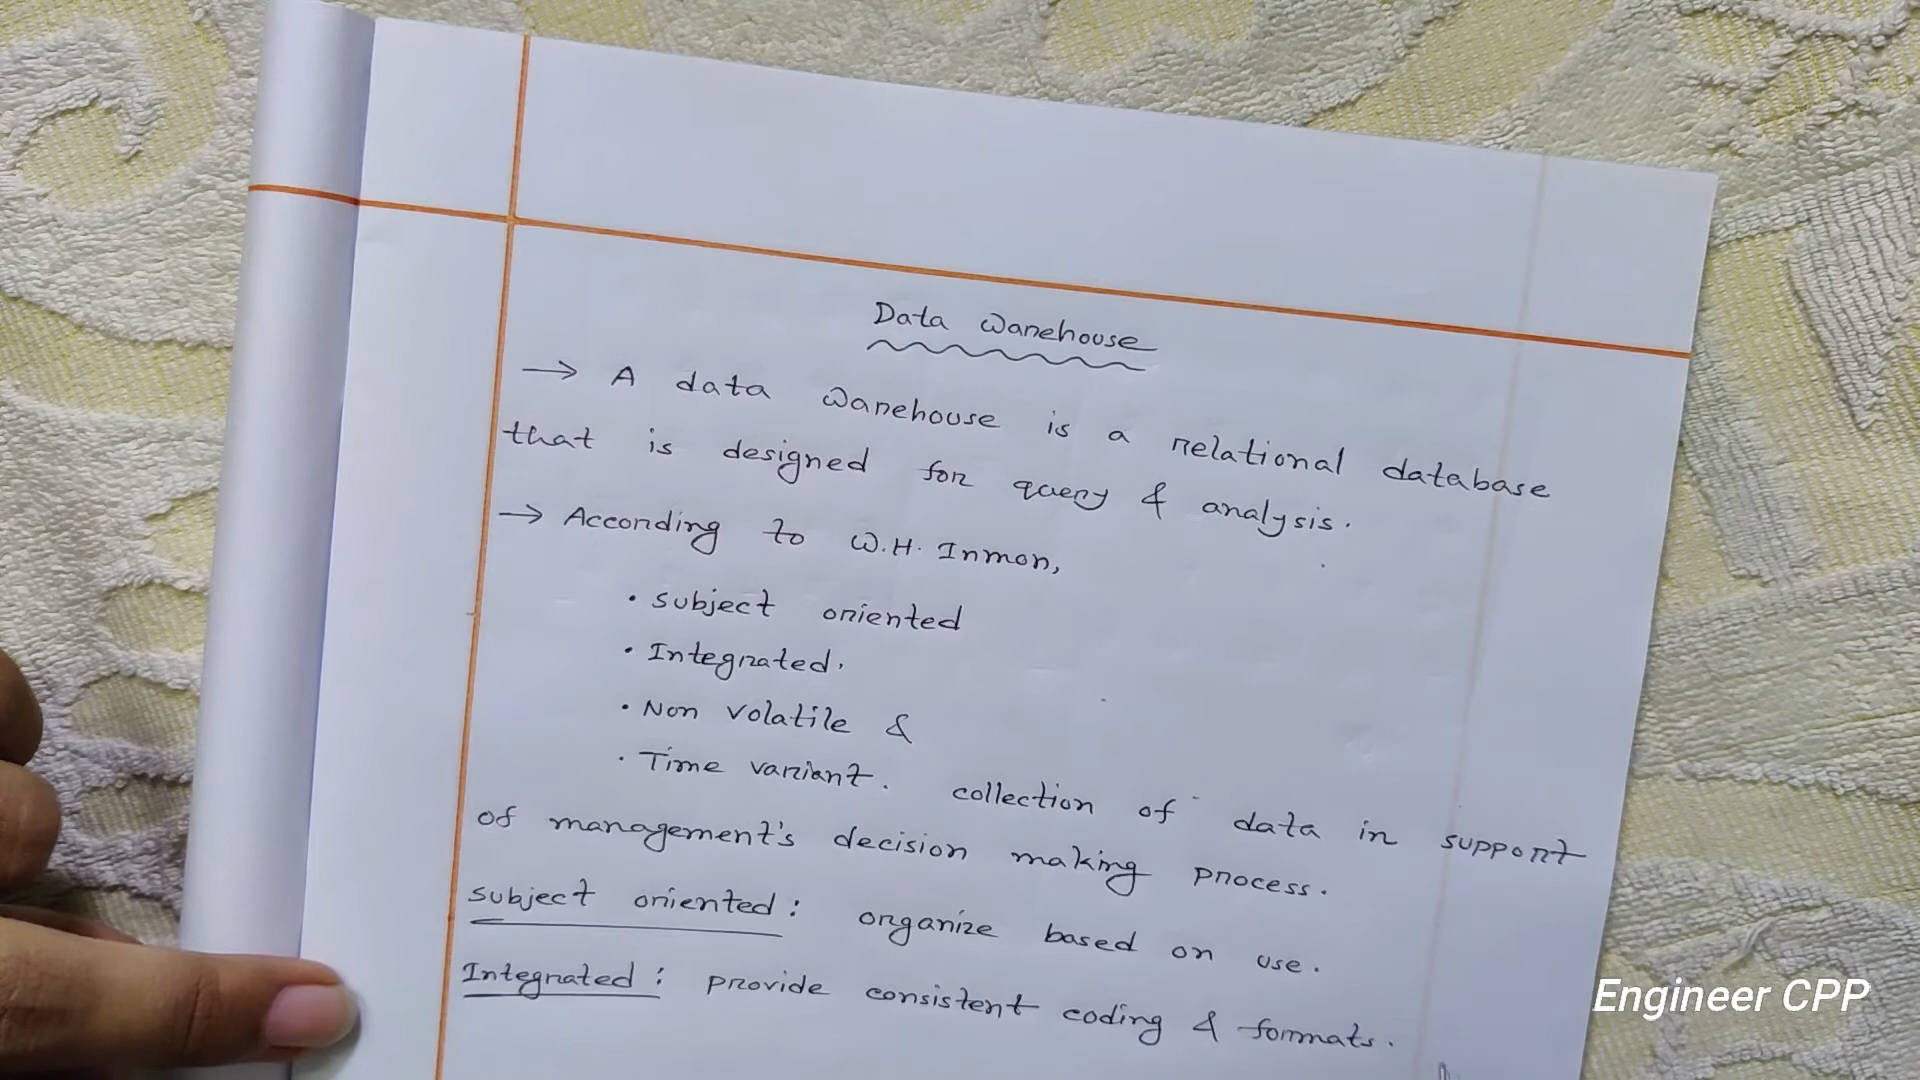 Data Warehouse
→ A data warehouse is a relational database
that is designed for query & analysis.
→ According to W.H. Inmon,
• subject oriented
• Integrated.
• Non volatile &
• Time variant. collection of data in support
of management's decision making process.
subject oriented: organize based on use.
Integrated: provide consistent coding & formats.
Engineer CPP